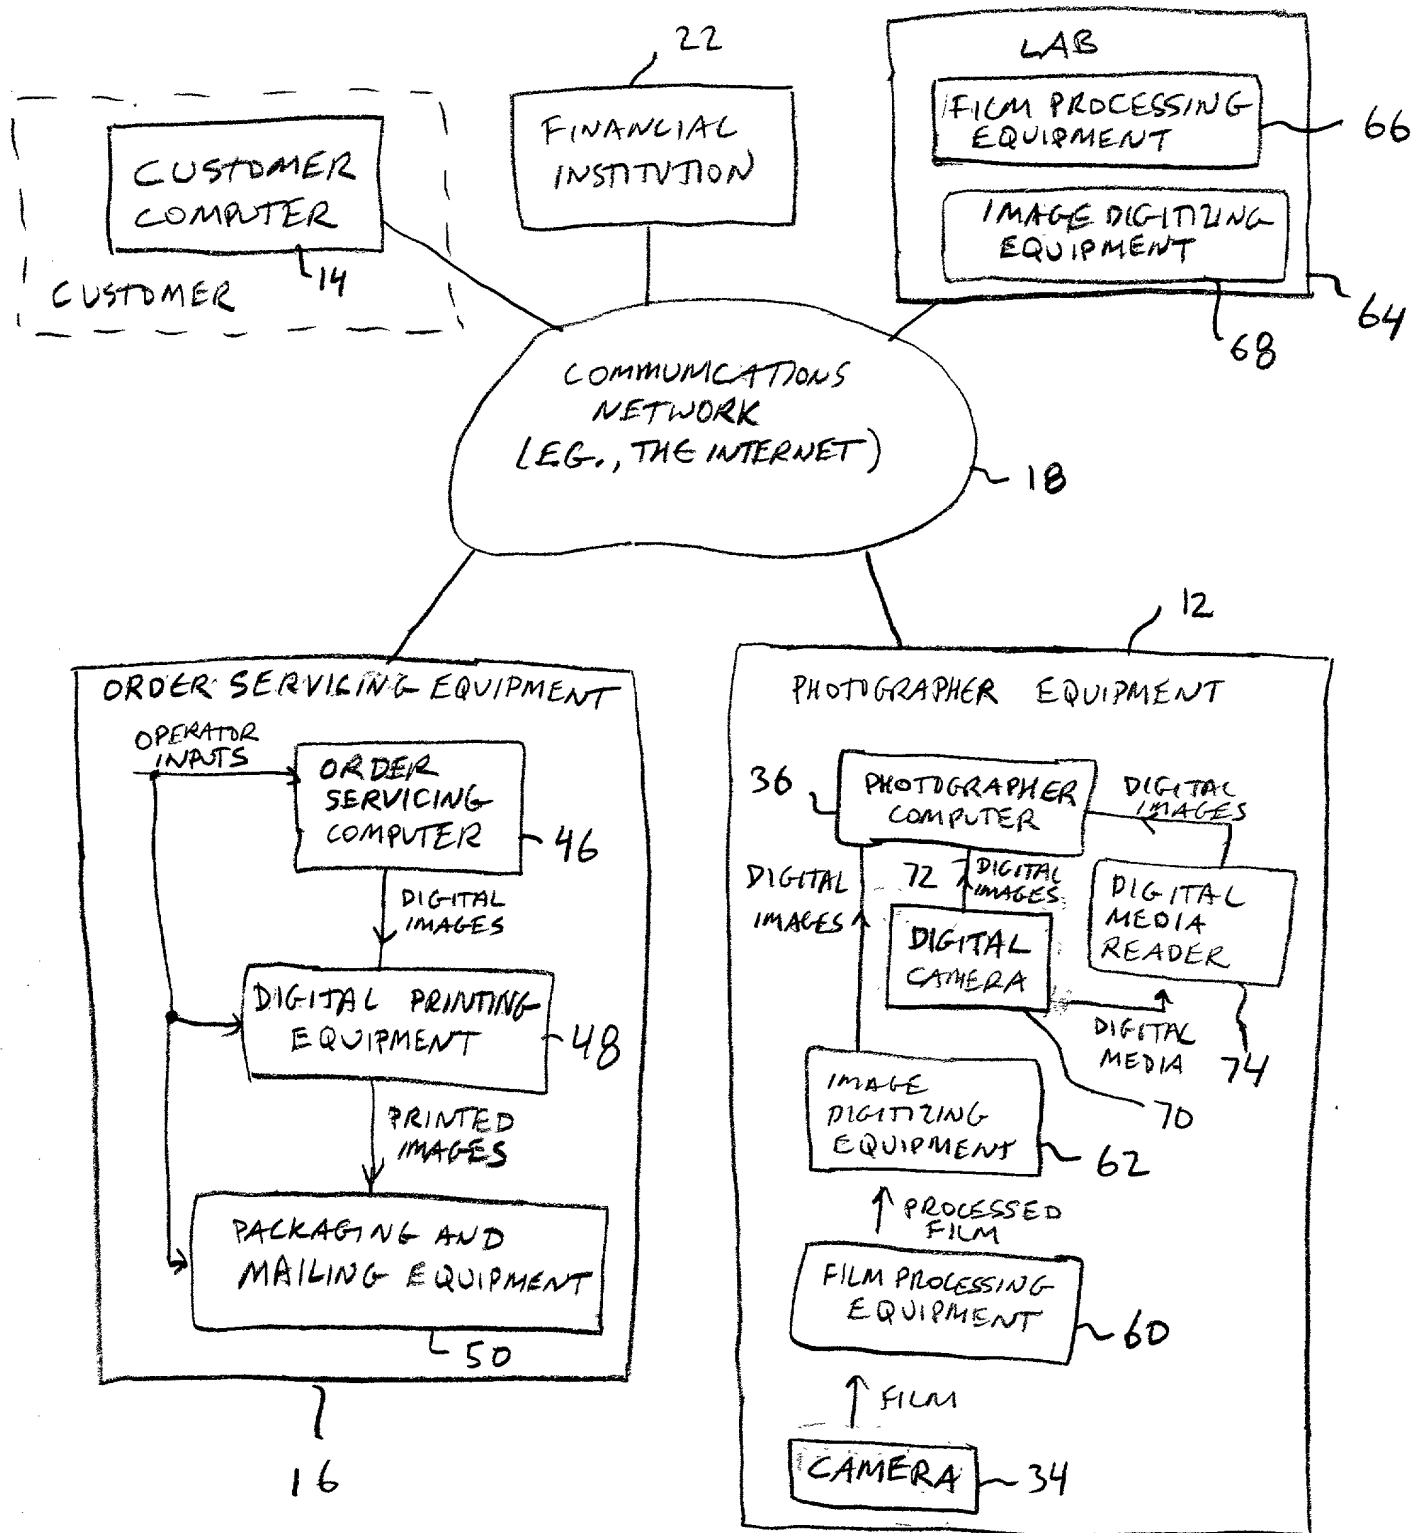 22
LAB
FILM PROCESSING
EQUIPMENT
66
IMAGE DIGITIZING
EQUIPMENT
64
68
FINANCIAL
INSTITUTION
CUSTOMER
COMPUTER
14
CUSTOMER
COMMUNICATIONS
NETWORK
(E.G., THE INTERNET)
18
ORDER SERVICING EQUIPMENT
OPERATOR
INPUTS
ORDER
SERVICING
COMPUTER
46
DIGITAL
IMAGES
DIGITAL PRINTING
EQUIPMENT
48
PRINTED
IMAGES
PACKAGING AND
MAILING EQUIPMENT
50
16
12
PHOTOGRAPHER EQUIPMENT
36
PHOTOGRAPHER
COMPUTER
DIGITAL
IMAGES
DIGITAL
IMAGES
72
DIGITAL
IMAGES
DIGITAL
MEDIA
READER
DIGITAL
CAMERA
DIGITAL
MEDIA
74
70
IMAGE
DIGITIZING
EQUIPMENT
62
PROCESSED
FILM
FILM PROCESSING
EQUIPMENT
60
FILM
CAMERA
34